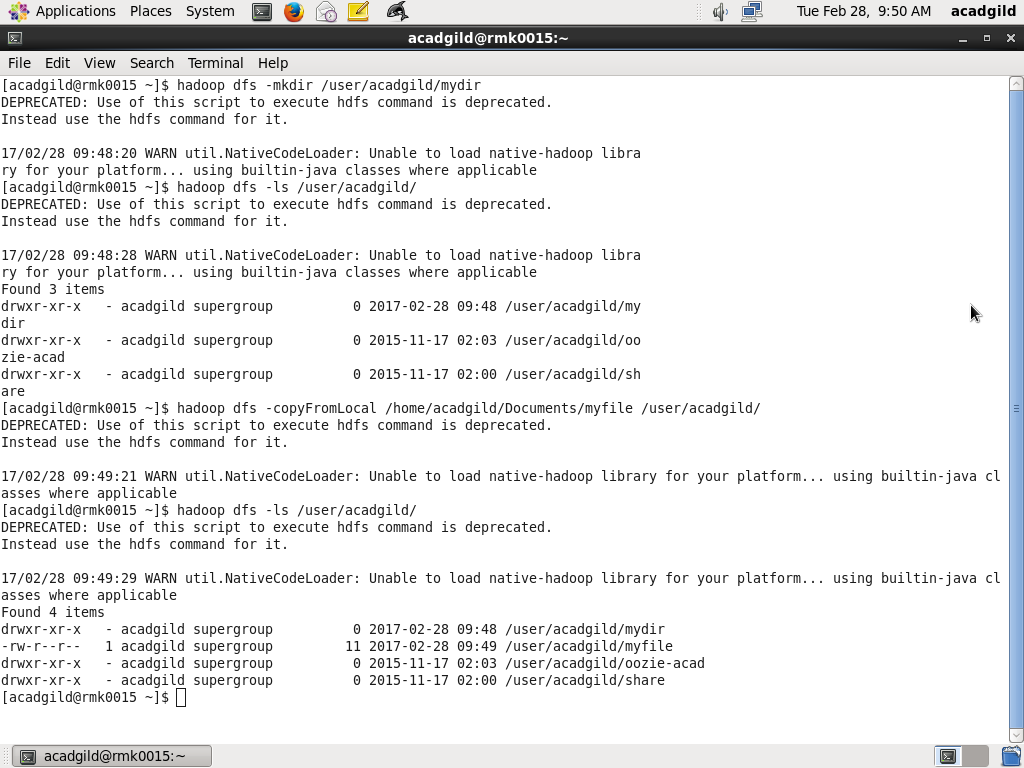 Applications Places System Tue Feb 28, 9:50 AM acadgild
acadgild@rmk0015:~
File Edit View Search Terminal Help
[acadgild@rmk0015 ~]$ hadoop dfs -mkdir /user/acadgild/mydir
DEPRECATED: Use of this script to execute hdfs command is deprecated.
Instead use the hdfs command for it.
17/02/28 09:48:20 WARN util.NativeCodeLoader: Unable to load native-hadoop libra
ry for your platform... using builtin-java classes where applicable
[acadgild@rmk0015 ~]$ hadoop dfs -ls /user/acadgild/
DEPRECATED: Use of this script to execute hdfs command is deprecated.
Instead use the hdfs command for it.
17/02/28 09:48:28 WARN util.NativeCodeLoader: Unable to load native-hadoop libra
ry for your platform... using builtin-java classes where applicable
Found 3 items
drwxr-xr-x   - acadgild supergroup          0 2017-02-28 09:48 /user/acadgild/my
dir
drwxr-xr-x   - acadgild supergroup          0 2015-11-17 02:03 /user/acadgild/oo
zie-acad
drwxr-xr-x   - acadgild supergroup          0 2015-11-17 02:00 /user/acadgild/sh
are
[acadgild@rmk0015 ~]$ hadoop dfs -copyFromLocal /home/acadgild/Documents/myfile /user/acadgild/
DEPRECATED: Use of this script to execute hdfs command is deprecated.
Instead use the hdfs command for it.
17/02/28 09:49:21 WARN util.NativeCodeLoader: Unable to load native-hadoop library for your platform... using builtin-java cl
asses where applicable
[acadgild@rmk0015 ~]$ hadoop dfs -ls /user/acadgild/
DEPRECATED: Use of this script to execute hdfs command is deprecated.
Instead use the hdfs command for it.
17/02/28 09:49:29 WARN util.NativeCodeLoader: Unable to load native-hadoop library for your platform... using builtin-java cl
asses where applicable
Found 4 items
drwxr-xr-x   - acadgild supergroup          0 2017-02-28 09:48 /user/acadgild/mydir
-rw-r--r--   1 acadgild supergroup         11 2017-02-28 09:49 /user/acadgild/myfile
drwxr-xr-x   - acadgild supergroup          0 2015-11-17 02:03 /user/acadgild/oozie-acad
drwxr-xr-x   - acadgild supergroup          0 2015-11-17 02:00 /user/acadgild/share
[acadgild@rmk0015 ~]$
acadgild@rmk0015:~